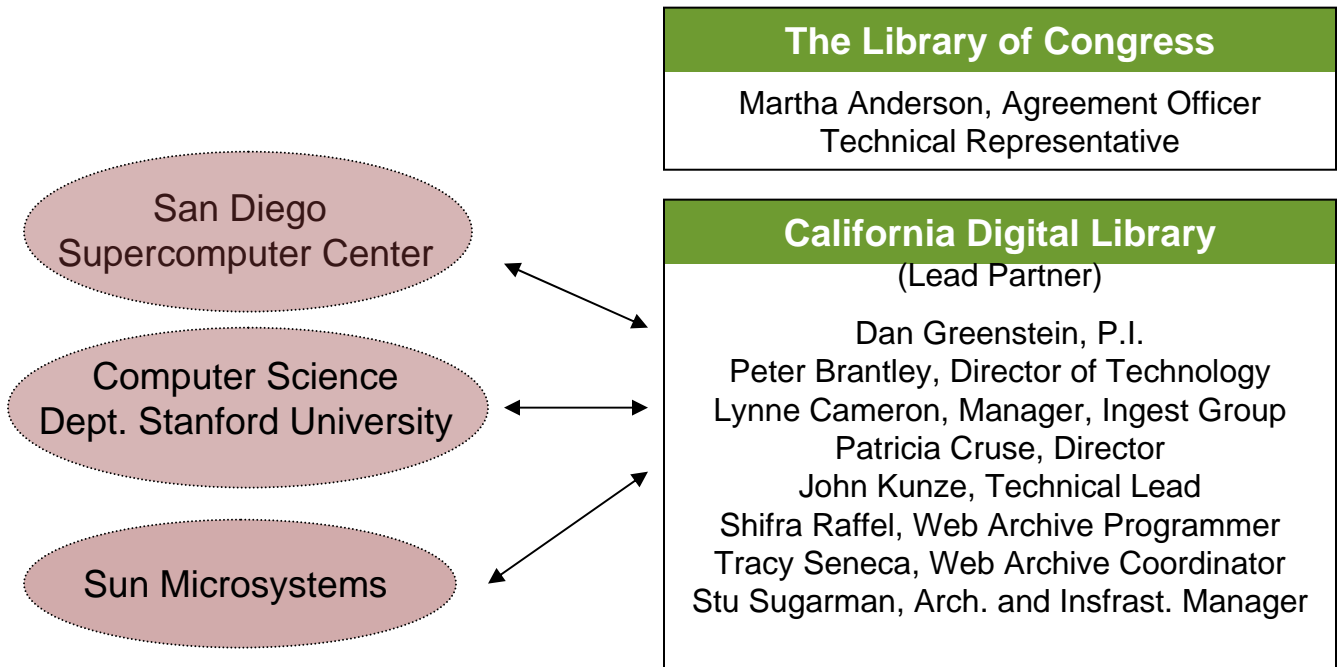 The Library of Congress
Martha Anderson, Agreement Officer
Technical Representative
San Diego
Supercomputer Center
Computer Science
Dept. Stanford University
Sun Microsystems
California Digital Library
(Lead Partner)
Dan Greenstein, P.I.
Peter Brantley, Director of Technology
Lynne Cameron, Manager, Ingest Group
Patricia Cruse, Director
John Kunze, Technical Lead
Shifra Raffel, Web Archive Programmer
Tracy Seneca, Web Archive Coordinator
Stu Sugarman, Arch. and Insfrast. Manager